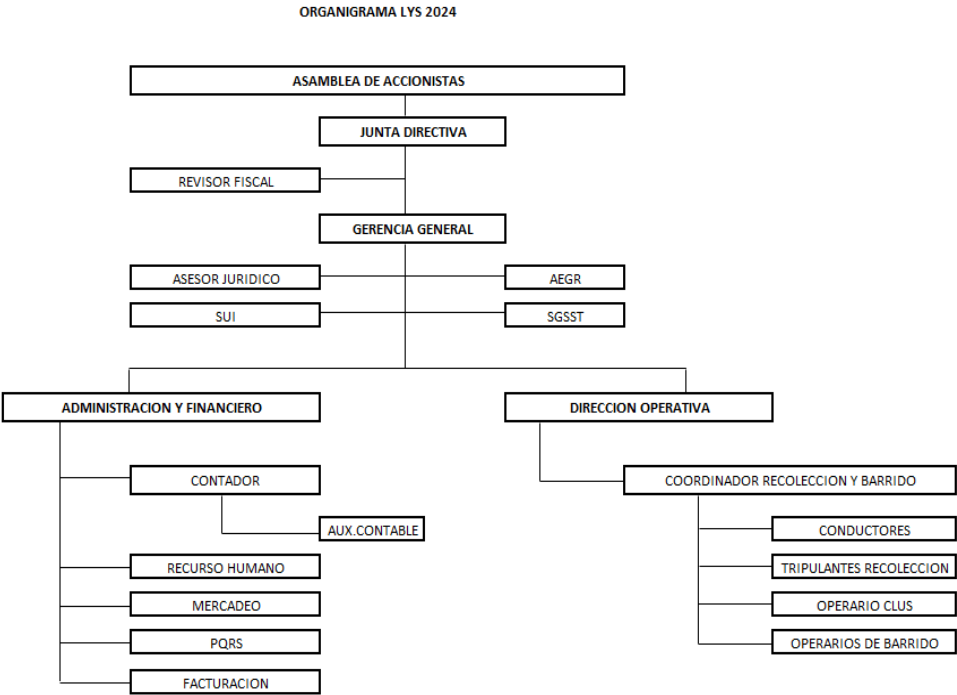 ORGANIGRAMA LYS 2024
ASAMBLEA DE ACCIONISTAS
JUNTA DIRECTIVA
REVISOR FISCAL
GERENCIA GENERAL
ASESOR JURIDICO
AEGR
SUI
SGSST
ADMINISTRACION Y FINANCIERO
DIRECCION OPERATIVA
CONTADOR
COORDINADOR RECOLECCION Y BARRIDO
AUX.CONTABLE
CONDUCTORES
RECURSO HUMANO
TRIPULANTES RECOLECCION
MERCADEO
OPERARIO CLUS
PQRS
OPERARIOS DE BARRIDO
FACTURACION